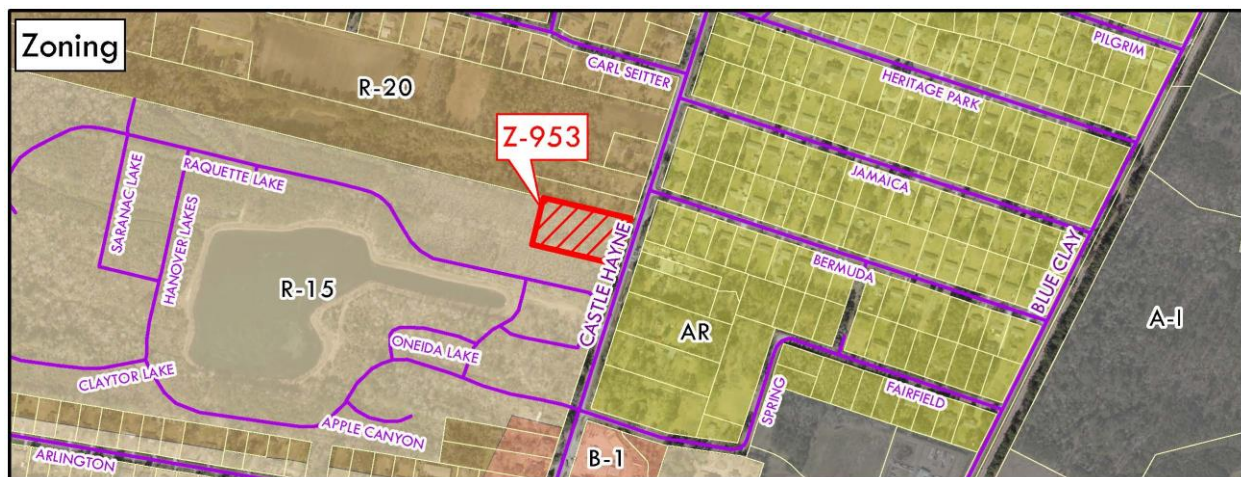 Zoning
PILGRIM
CARL SEITTER
HERITAGE PARK
R-20
Z-953
RAQUETTE LAKE
JAMAICA
SARANAC LAKE
HANOVER LAKES
CASTLE HAYNE
BERMUDA
BLUE CLAY
R-15
AR
A-I
ONEIDA LAKE
CLAYTOR LAKE
SPRING
FAIRFIELD
APPLE CANYON
ARLINGTON
B-1